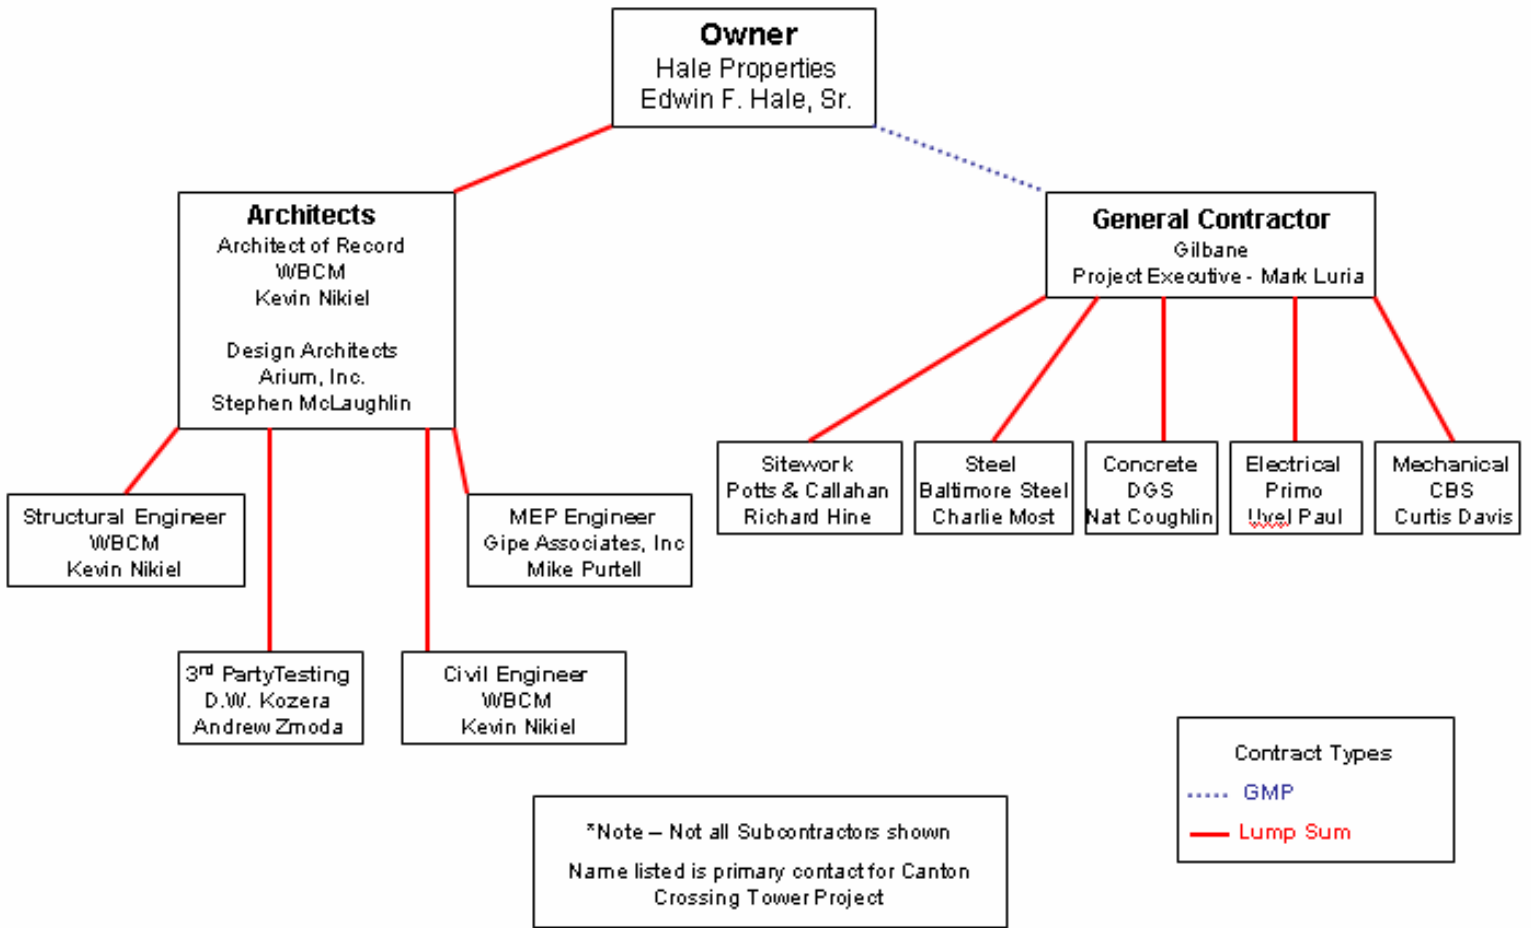 Owner
Hale Properties
Edwin F. Hale, Sr.
Architects
Architect of Record
WBCM
Kevin Nikiel
Design Architects
Arium, Inc.
Stephen McLaughlin
General Contractor
Gilbane
Project Executive - Mark Luria
Sitework
Potts & Callahan
Richard Hine
Steel
Baltimore Steel
Charlie Most
Concrete
DGS
Nat Coughlin
Electrical
Primo
Paul
Mechanical
CBS
Curtis Davis
Structural Engineer
WBCM
Kevin Nikiel
MEP Engineer
Gipe Associates, Inc
Mike Purtell
3rd PartyTesting
D.W. Kozera
Andrew Zmoda
Civil Engineer
WBCM
Kevin Nikiel
Contract Types
GMP
Lump Sum
*Note – Not all Subcontractors shown
Name listed is primary contact for Canton
Crossing Tower Project